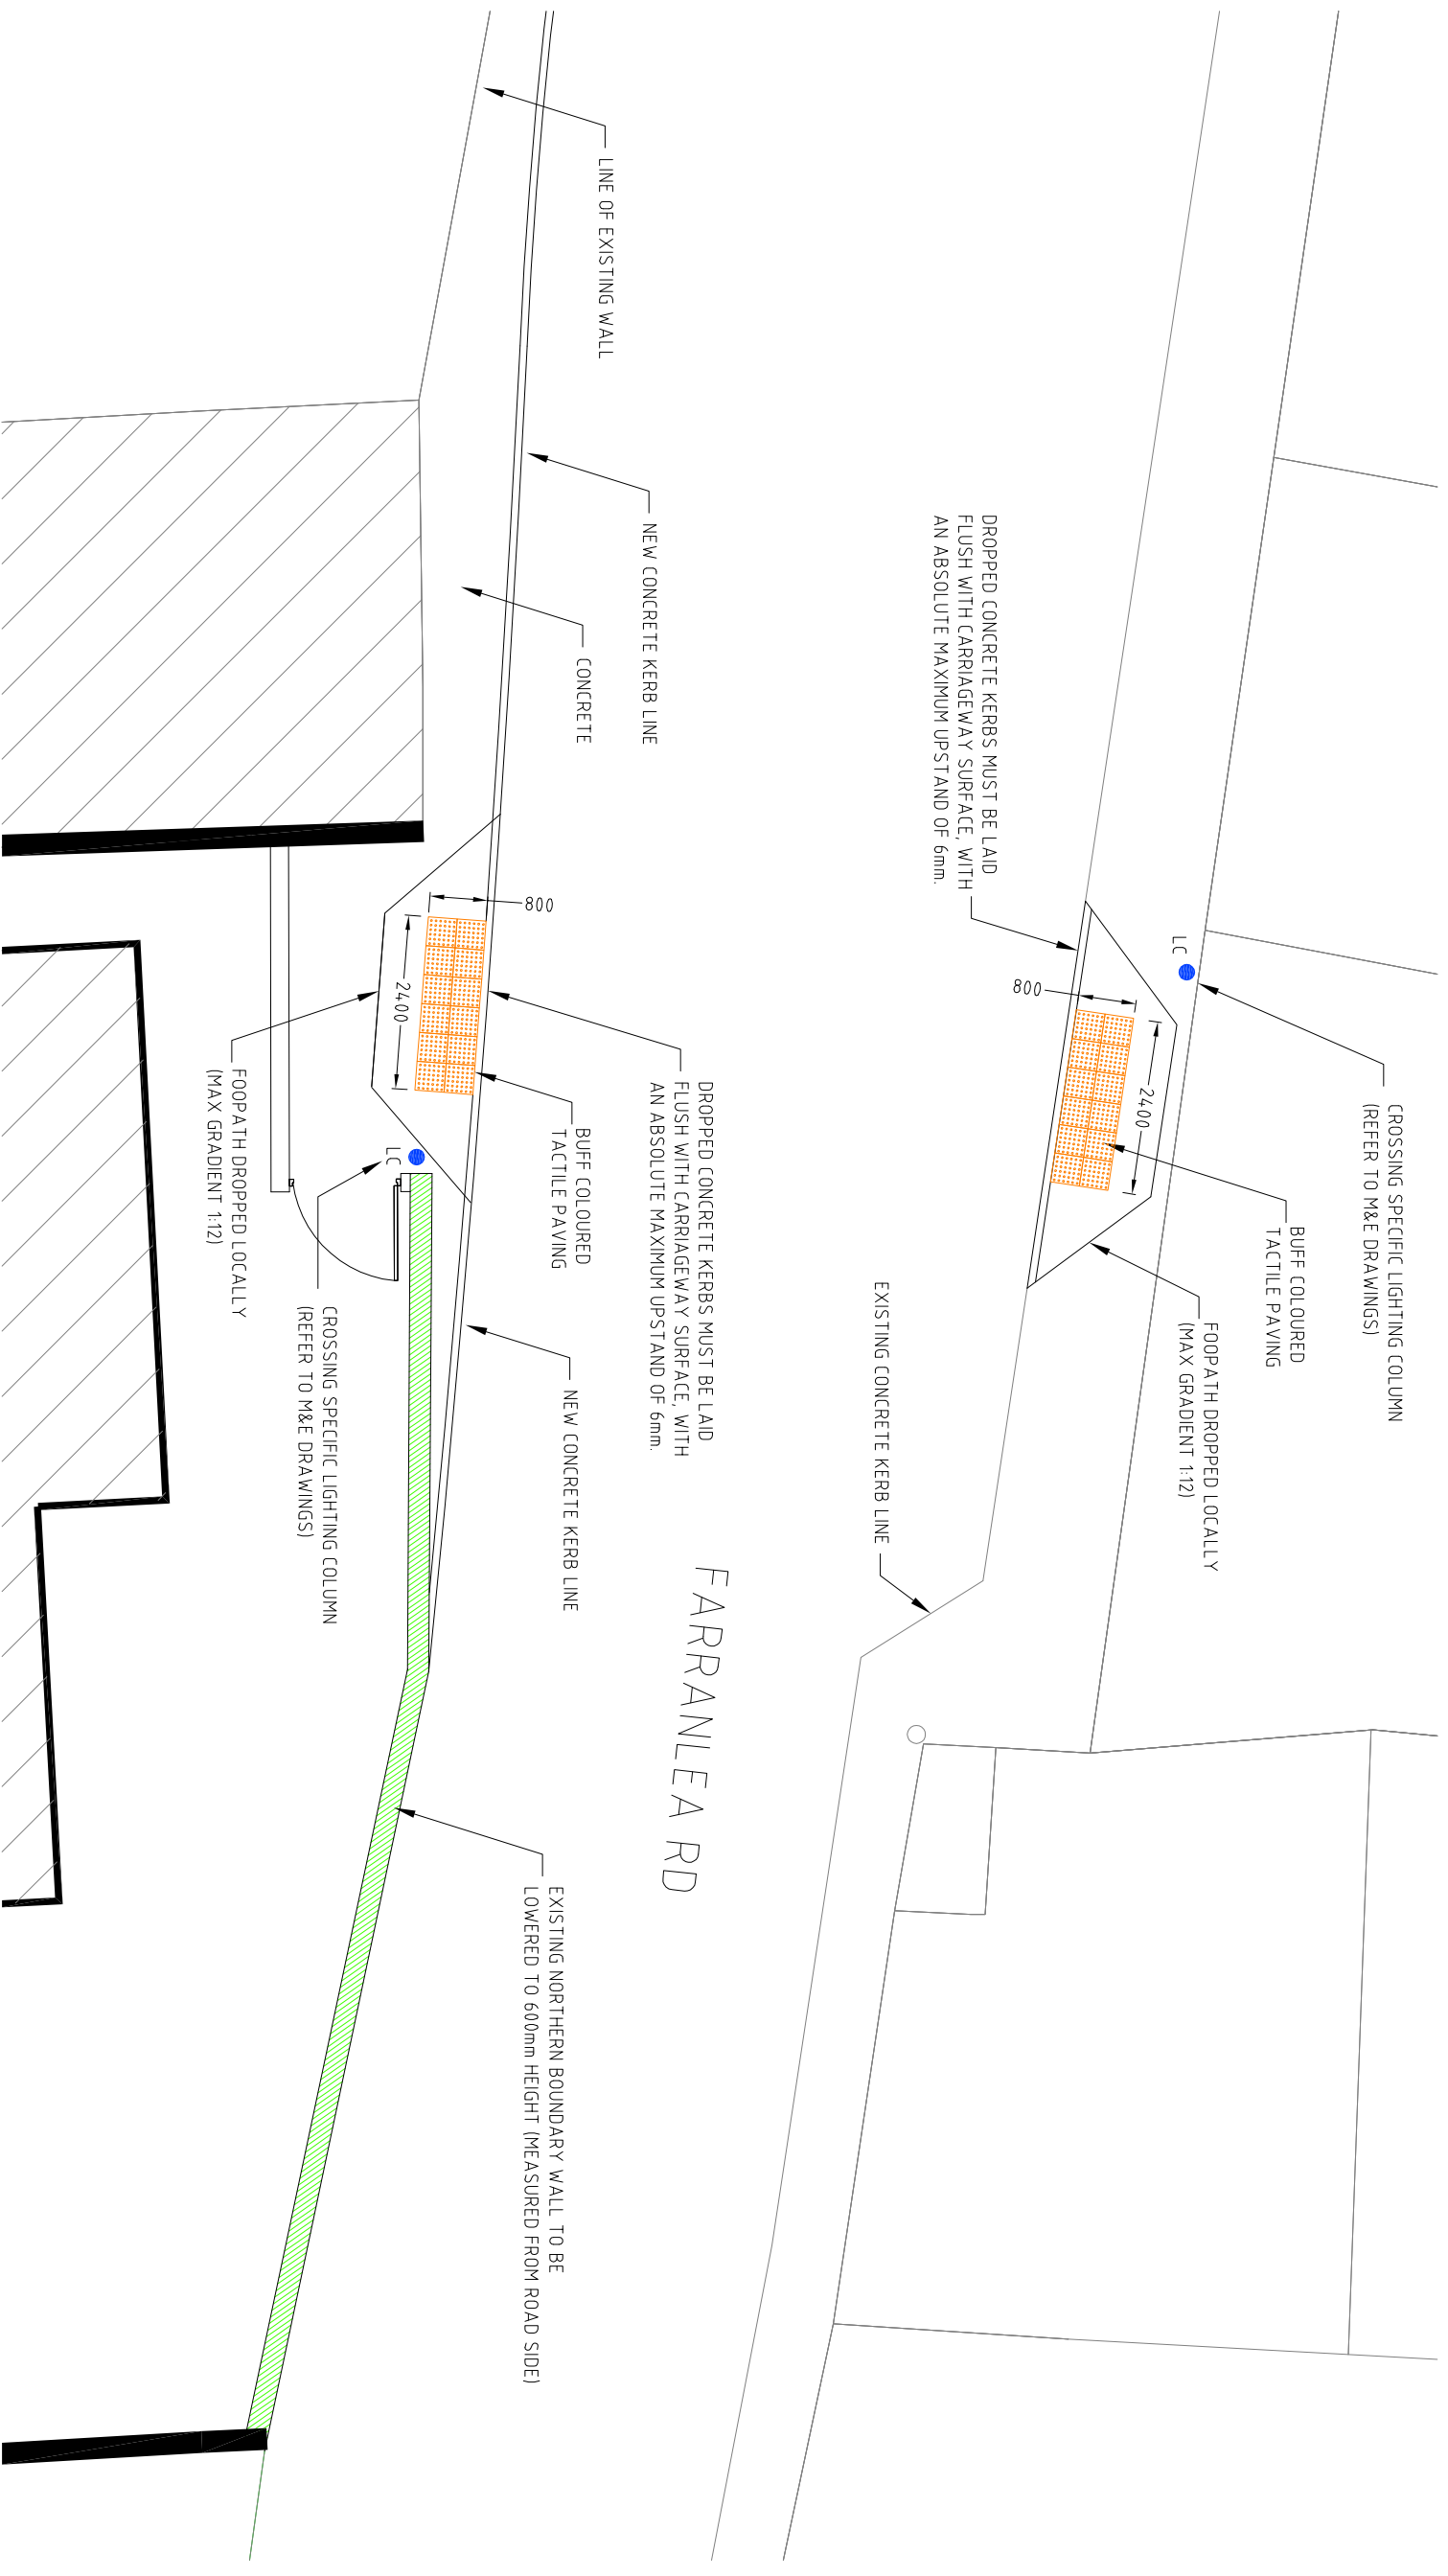 CROSSING SPECIFIC LIGHTING COLUMN
(REFER TO M&E DRAWINGS)
LC
BUFF COLOURED
TACTILE PAVING
FOOPATH DROPPED LOCALLY
(MAX GRADIENT 1:12)
2400
800
DROPPED CONCRETE KERBS MUST BE LAID
FLUSH WITH CARRIAGEWAY SURFACE, WITH
AN ABSOLUTE MAXIMUM UPSTAND OF 6mm.
EXISTING CONCRETE KERB LINE
FARRANLEA RD
LINE OF EXISTING WALL
NEW CONCRETE KERB LINE
CONCRETE
800
2400
DROPPED CONCRETE KERBS MUST BE LAID
FLUSH WITH CARRIAGEWAY SURFACE, WITH
AN ABSOLUTE MAXIMUM UPSTAND OF 6mm.
BUFF COLOURED
TACTILE PAVING
NEW CONCRETE KERB LINE
EXISTING NORTHERN BOUNDARY WALL TO BE
LOWERED TO 600mm HEIGHT (MEASURED FROM ROAD SIDE)
LC
CROSSING SPECIFIC LIGHTING COLUMN
(REFER TO M&E DRAWINGS)
FOOPATH DROPPED LOCALLY
(MAX GRADIENT 1:12)